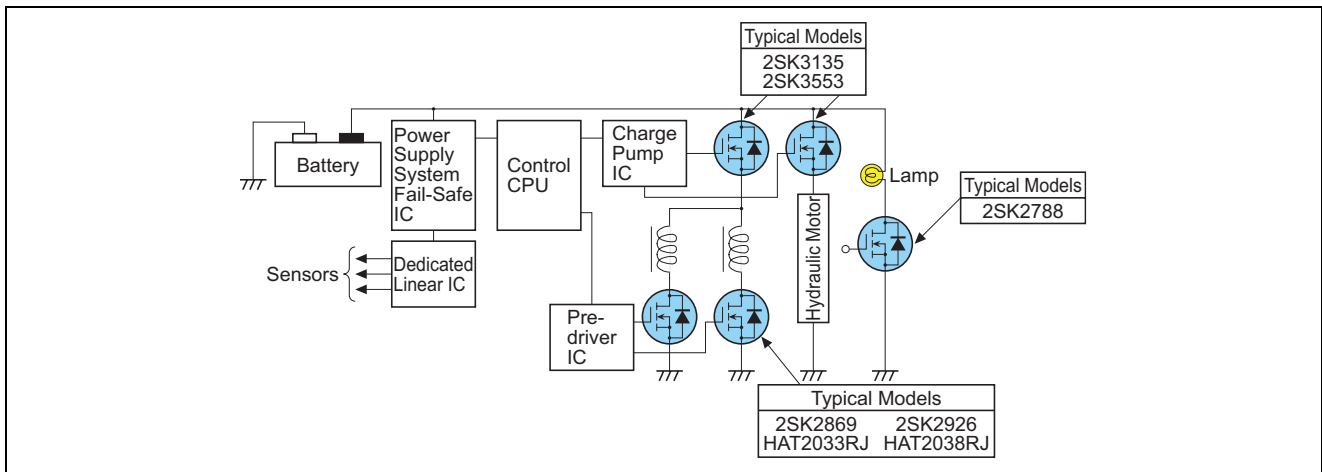 Typical Models
2SK3135
2SK3553
Battery
Power
Supply
System
Fail-Safe
IC
Control
CPU
Charge
Pump
IC
Lamp
Typical Models
2SK2788
Hydraulic Motor
Sensors
Dedicated
Linear IC
Pre-
driver
IC
Typical Models
2SK2869 2SK2926
HAT2033RJ HAT2038RJ